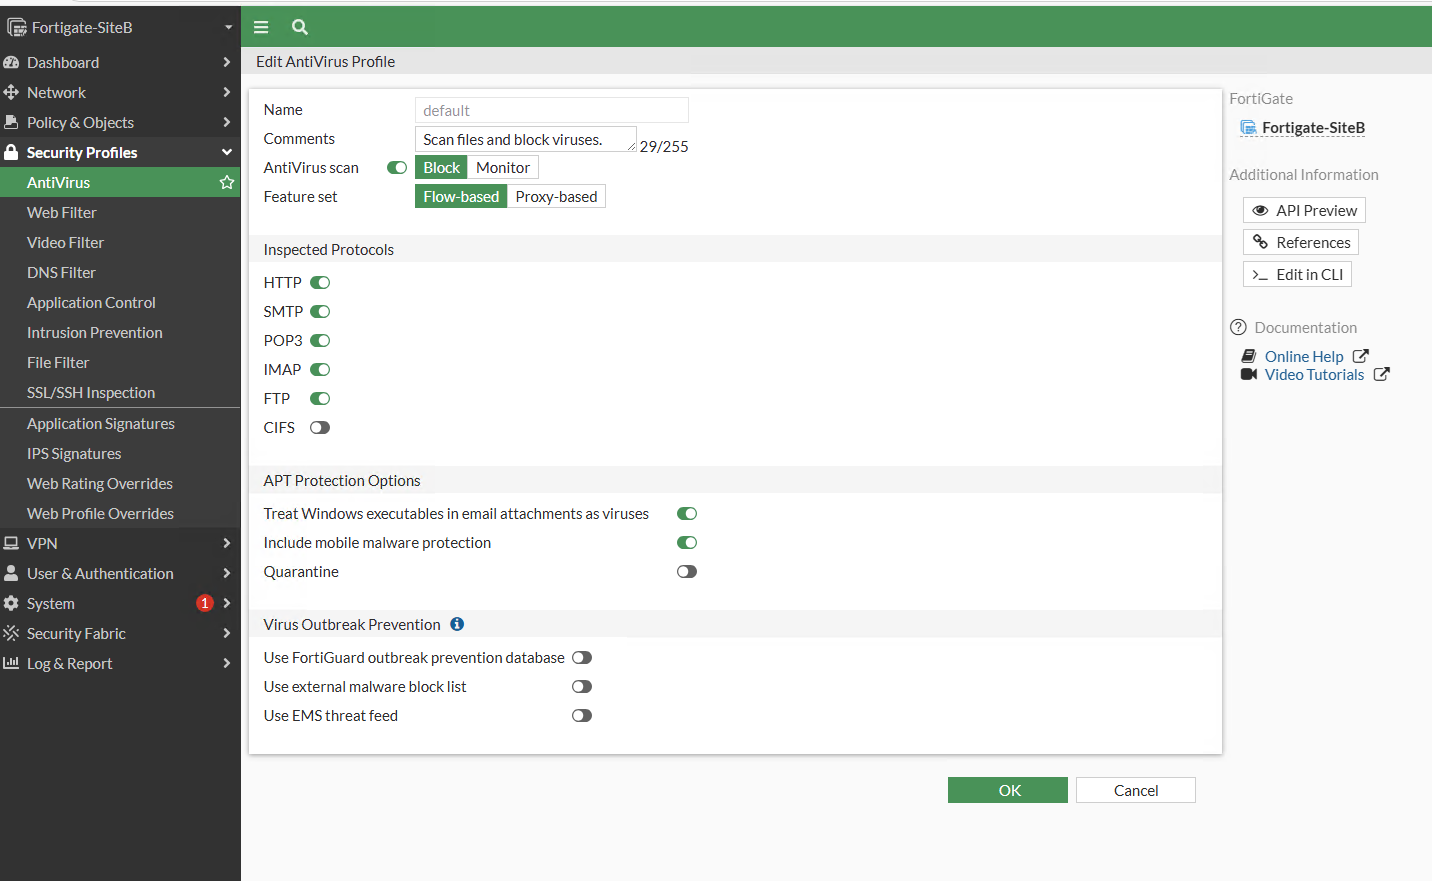 Fortigate-SiteB
Dashboard
Network
Policy & Objects
Security Profiles
AntiVirus
Web Filter
Video Filter
DNS Filter
Application Control
Intrusion Prevention
File Filter
SSL/SSH Inspection
Application Signatures
IPS Signatures
Web Rating Overrides
Web Profile Overrides
VPN
User & Authentication
System 1
Security Fabric
Log & Report
Edit AntiVirus Profile
Name default
Comments Scan files and block viruses. 29/255
AntiVirus scan Block Monitor
Feature set Flow-based Proxy-based
Inspected Protocols
HTTP
SMTP
POP3
IMAP
FTP
CIFS
APT Protection Options
Treat Windows executables in email attachments as viruses
Include mobile malware protection
Quarantine
Virus Outbreak Prevention
Use FortiGuard outbreak prevention database
Use external malware block list
Use EMS threat feed
OK Cancel
FortiGate
Fortigate-SiteB
Additional Information
API Preview
References
>_ Edit in CLI
Documentation
Online Help
Video Tutorials